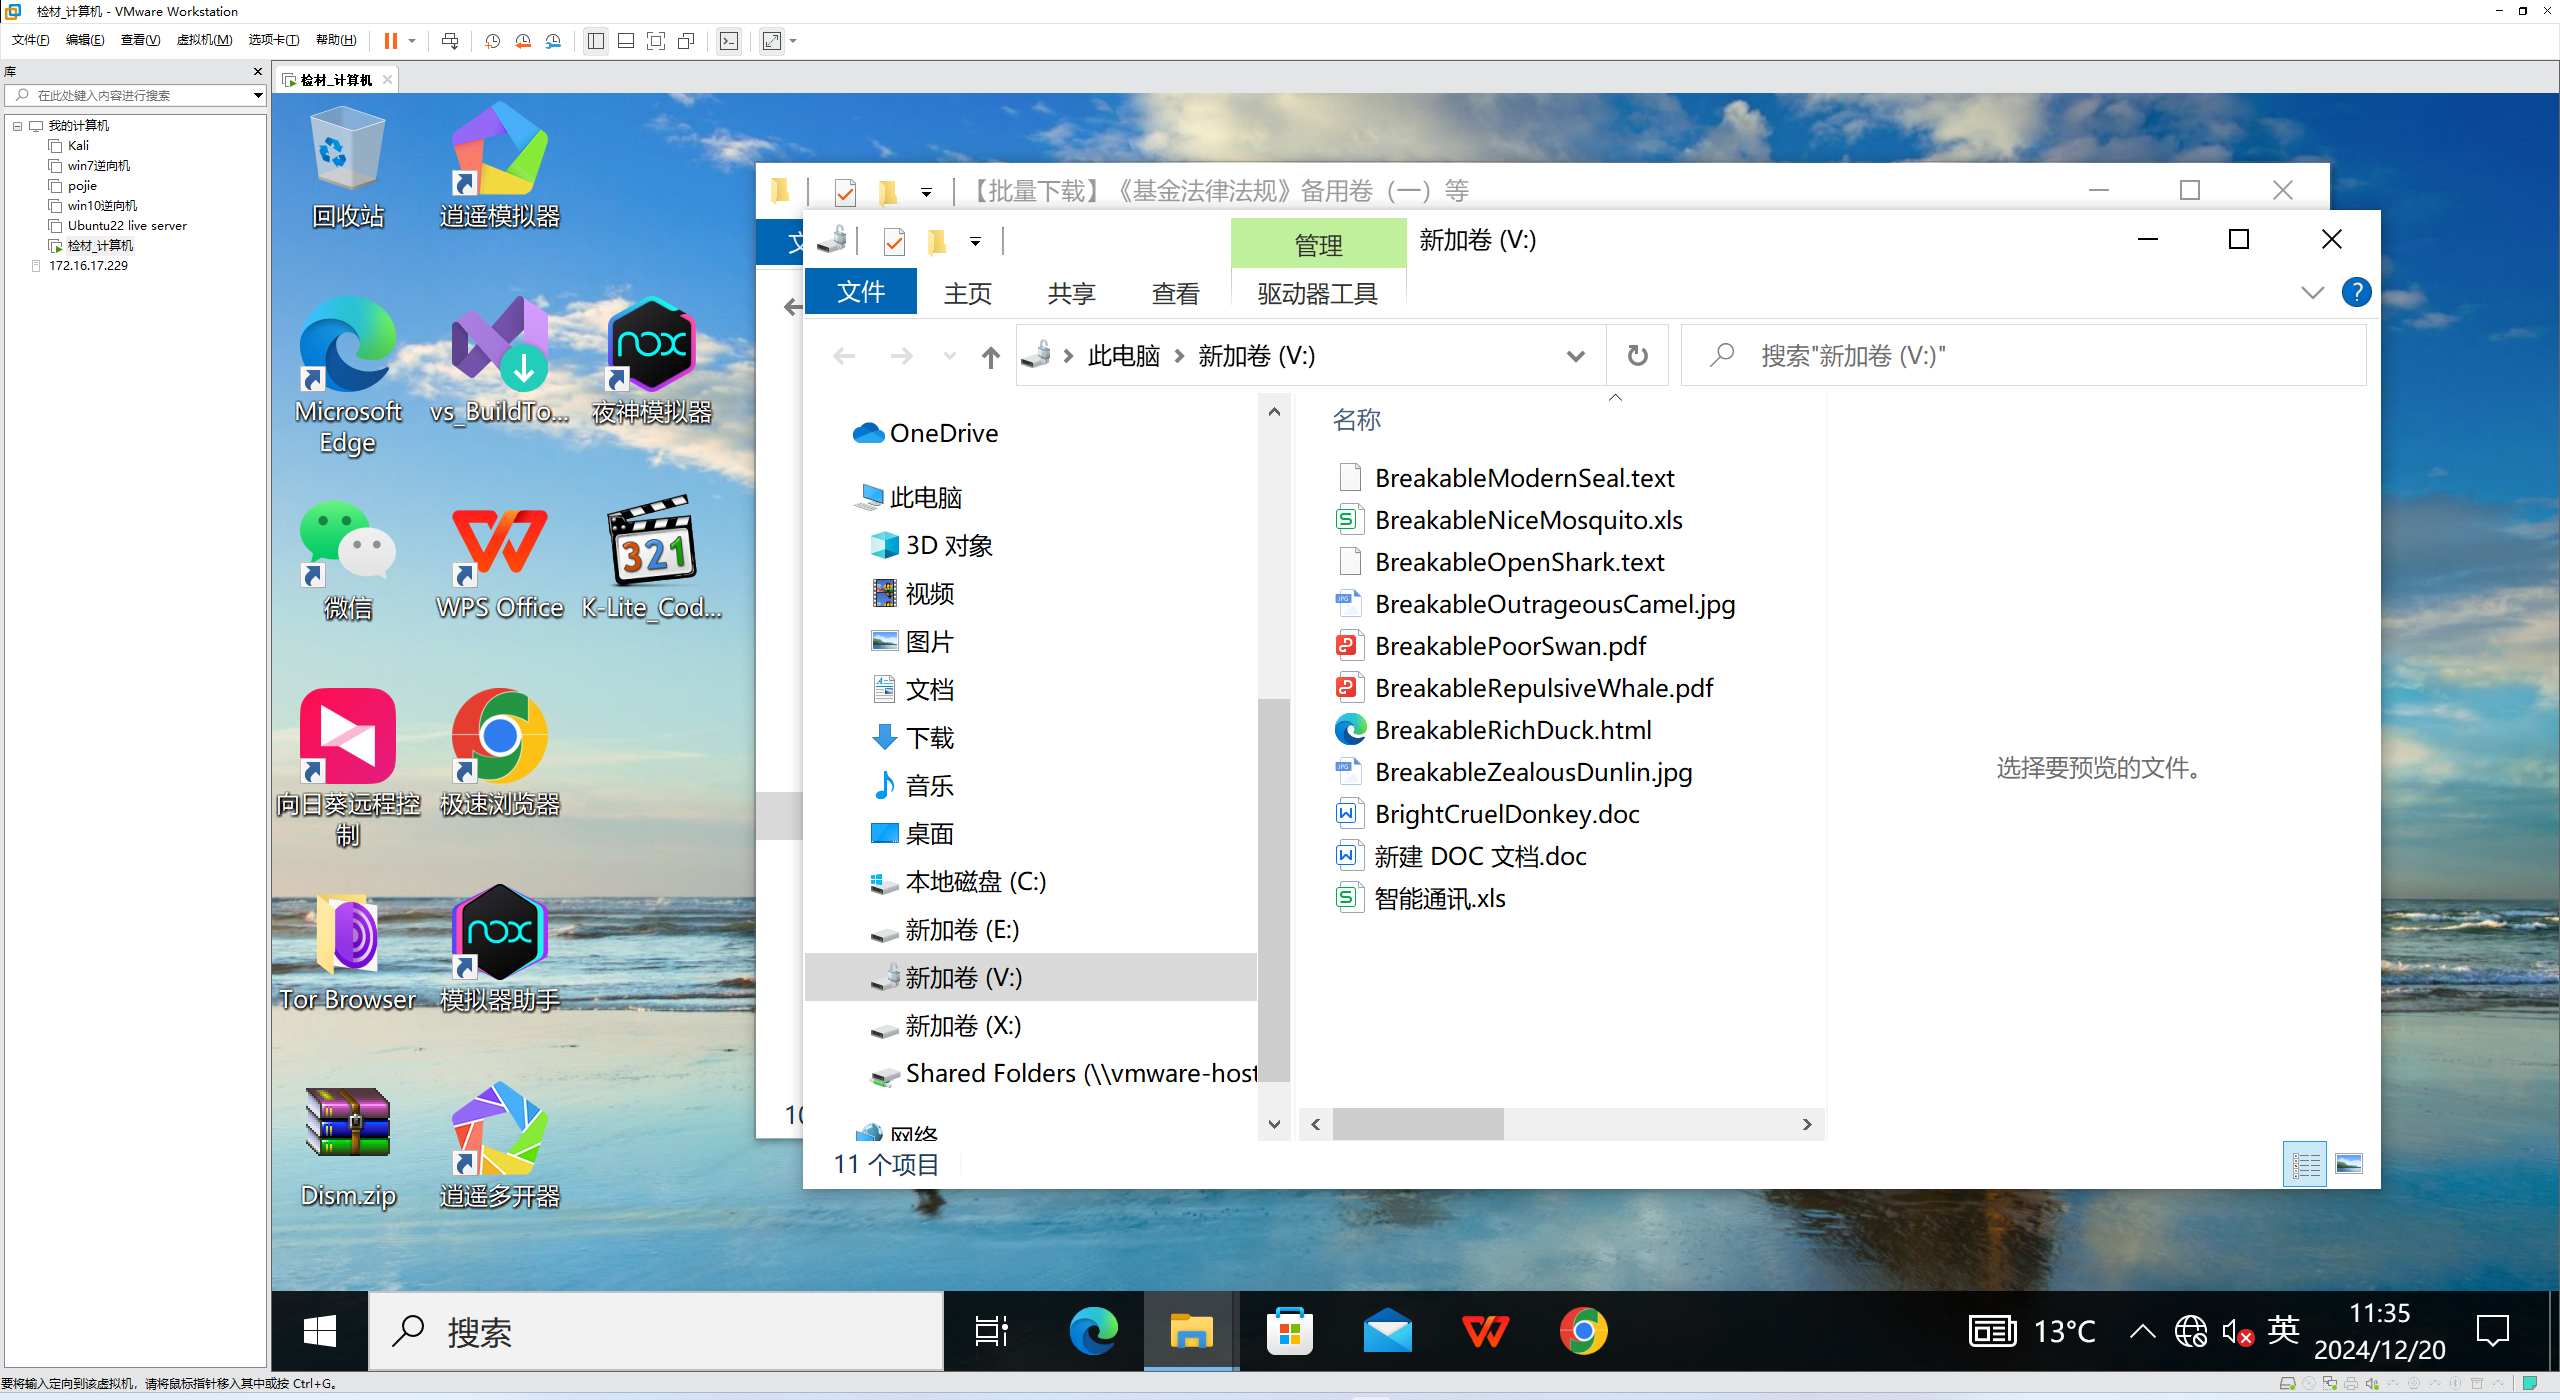 检材_计算机 - VMware Workstation
文件(F) 编辑(E) 查看(V) 虚拟机(M) 选项卡(T) 帮助(H)
库
在此处键入内容进行搜索
我的计算机
Kali
win7逆向机
pojie
win10逆向机
Ubuntu22 live server
检材_计算机
172.16.17.229
检材_计算机
回收站
逍遥模拟器
Microsoft
Edge
vs_BuildTo...
夜神模拟器
微信
WPS Office
K-Lite_Cod...
向日葵远程控
制
极速浏览器
Tor Browser
模拟器助手
Dism.zip
逍遥多开器
【批量下载】《基金法律法规》备用卷（一）等
文
10
管理
新加卷 (V:)
文件 主页 共享 查看 驱动器工具
此电脑 新加卷 (V:)
搜索"新加卷 (V:)"
OneDrive
此电脑
3D 对象
视频
图片
文档
下载
音乐
桌面
本地磁盘 (C:)
新加卷 (E:)
新加卷 (V:)
新加卷 (X:)
Shared Folders (\\vmware-host
网络
11 个项目
名称
BreakableModernSeal.text
BreakableNiceMosquito.xls
BreakableOpenShark.text
BreakableOutrageousCamel.jpg
BreakablePoorSwan.pdf
BreakableRepulsiveWhale.pdf
BreakableRichDuck.html
BreakableZealousDunlin.jpg
BrightCruelDonkey.doc
新建 DOC 文档.doc
智能通讯.xls
选择要预览的文件。
搜索
13°C
英
11:35
2024/12/20
要将输入定向到该虚拟机，请将鼠标指针移入其中或按 Ctrl+G。